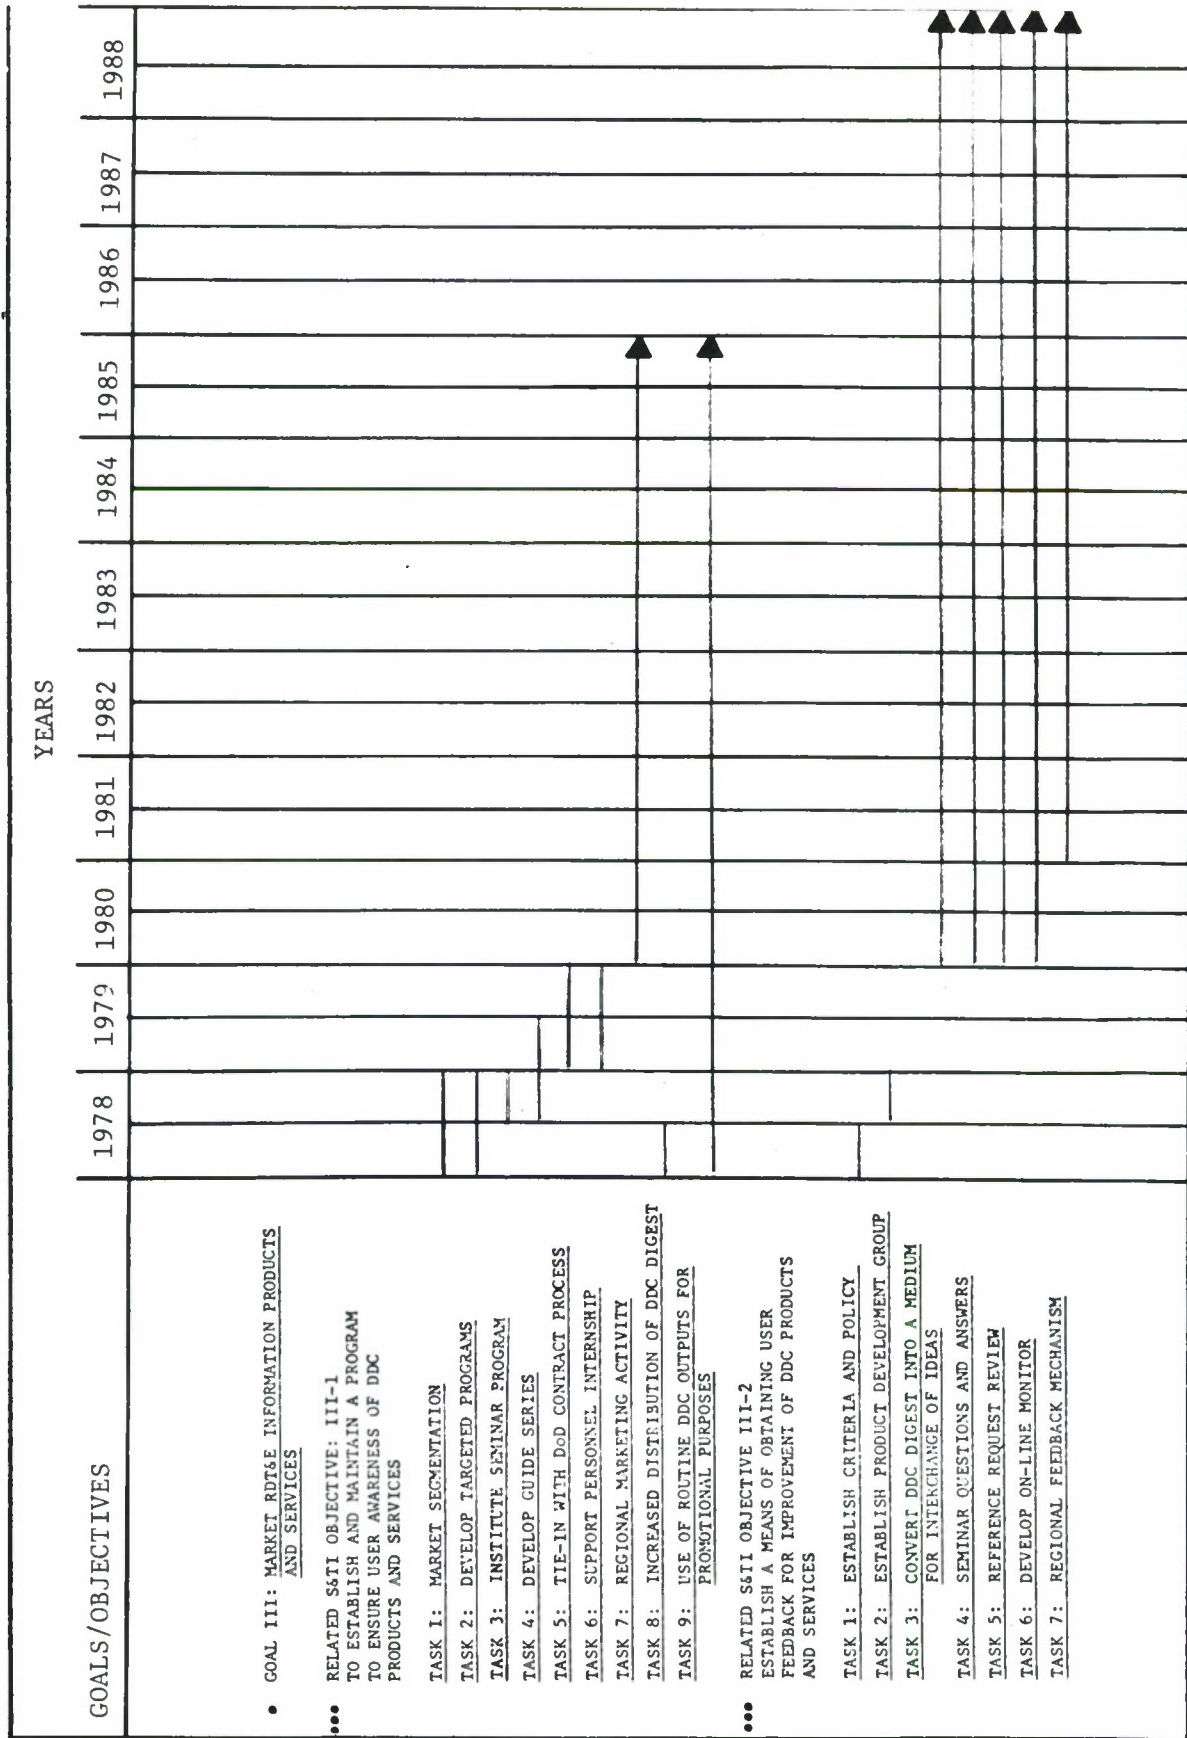 YEARS
GOALS/OBJECTIVES 1978 1979 1980 1981 1982 1983 1984 1985 1986 1987 1988
• GOAL III: MARKET RDT&E INFORMATION PRODUCTS
AND SERVICES
••• RELATED S&TI OBJECTIVE: III-1
TO ESTABLISH AND MAINTAIN A PROGRAM
TO ENSURE USER AWARENESS OF DDC
PRODUCTS AND SERVICES
TASK 1: MARKET SEGMENTATION
TASK 2: DEVELOP TARGETED PROGRAMS
TASK 3: INSTITUTE SEMINAR PROGRAM
TASK 4: DEVELOP GUIDE SERIES
TASK 5: TIE-IN WITH DoD CONTRACT PROCESS
TASK 6: SUPPORT PERSONNEL INTERNSHIP
TASK 7: REGIONAL MARKETING ACTIVITY
TASK 8: INCREASED DISTRIBUTION OF DDC DIGEST
TASK 9: USE OF ROUTINE DDC OUTPUTS FOR
PROMOTIONAL PURPOSES
••• RELATED S&TI OBJECTIVE III-2
ESTABLISH A MEANS OF OBTAINING USER
FEEDBACK FOR IMPROVEMENT OF DDC PRODUCTS
AND SERVICES
TASK 1: ESTABLISH CRITERIA AND POLICY
TASK 2: ESTABLISH PRODUCT DEVELOPMENT GROUP
TASK 3: CONVERT DDC DIGEST INTO A MEDIUM
FOR INTERCHANGE OF IDEAS
TASK 4: SEMINAR QUESTIONS AND ANSWERS
TASK 5: REFERENCE REQUEST REVIEW
TASK 6: DEVELOP ON-LINE MONITOR
TASK 7: REGIONAL FEEDBACK MECHANISM